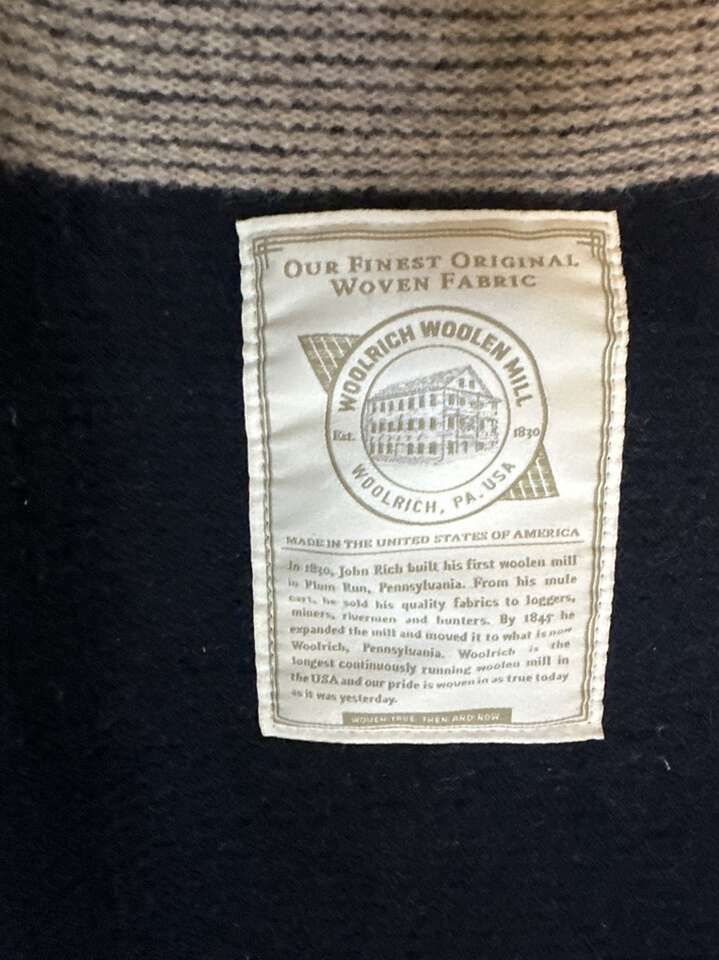 OUR FINEST ORIGINAL
WOVEN FABRIC
WOOLRICH WOOLEN MILL
Est. 1830
WOOLRICH, PA. USA
MADE IN THE UNITED STATES OF AMERICA
In 1830, John Rich built his first woolen mill
in Plum Run, Pennsylvania. From his mule
cart, he sold his quality fabrics to loggers,
miners, rivermen and hunters. By 1845 he
expanded the mill and moved it to what is now
Woolrich, Pennsylvania. Woolrich is the
longest continuously running woolen mill in
the USA and our pride is woven in as true today
as it was yesterday.
WOVEN TRUE, THEN AND NOW.